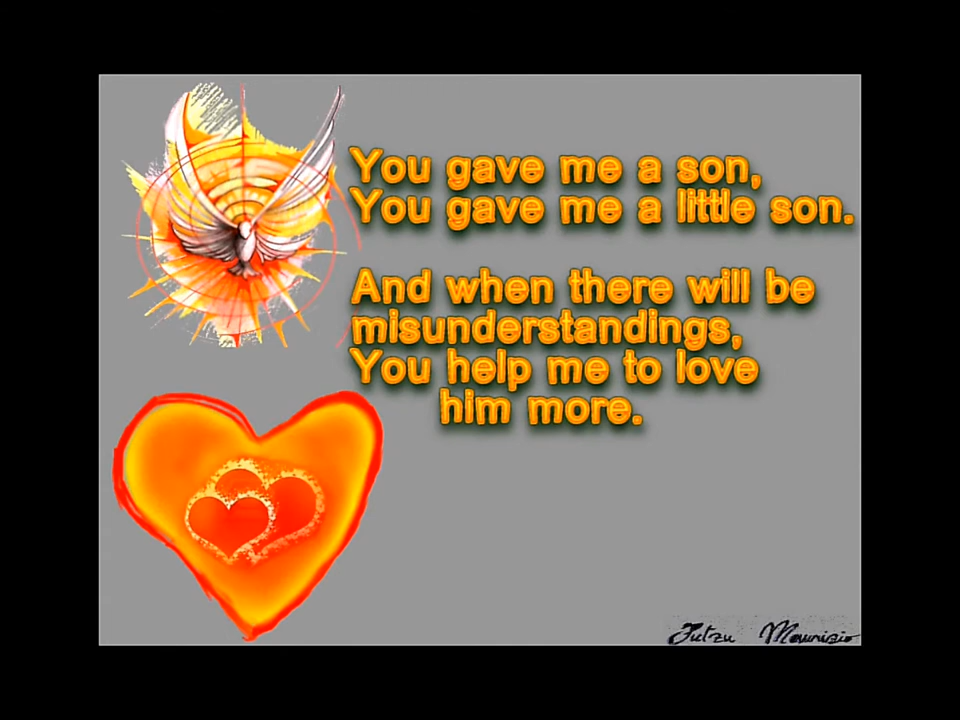 You gave me a son,
You gave me a little son.
And when there will be
misunderstandings,
You help me to love
him more.
Maurizio